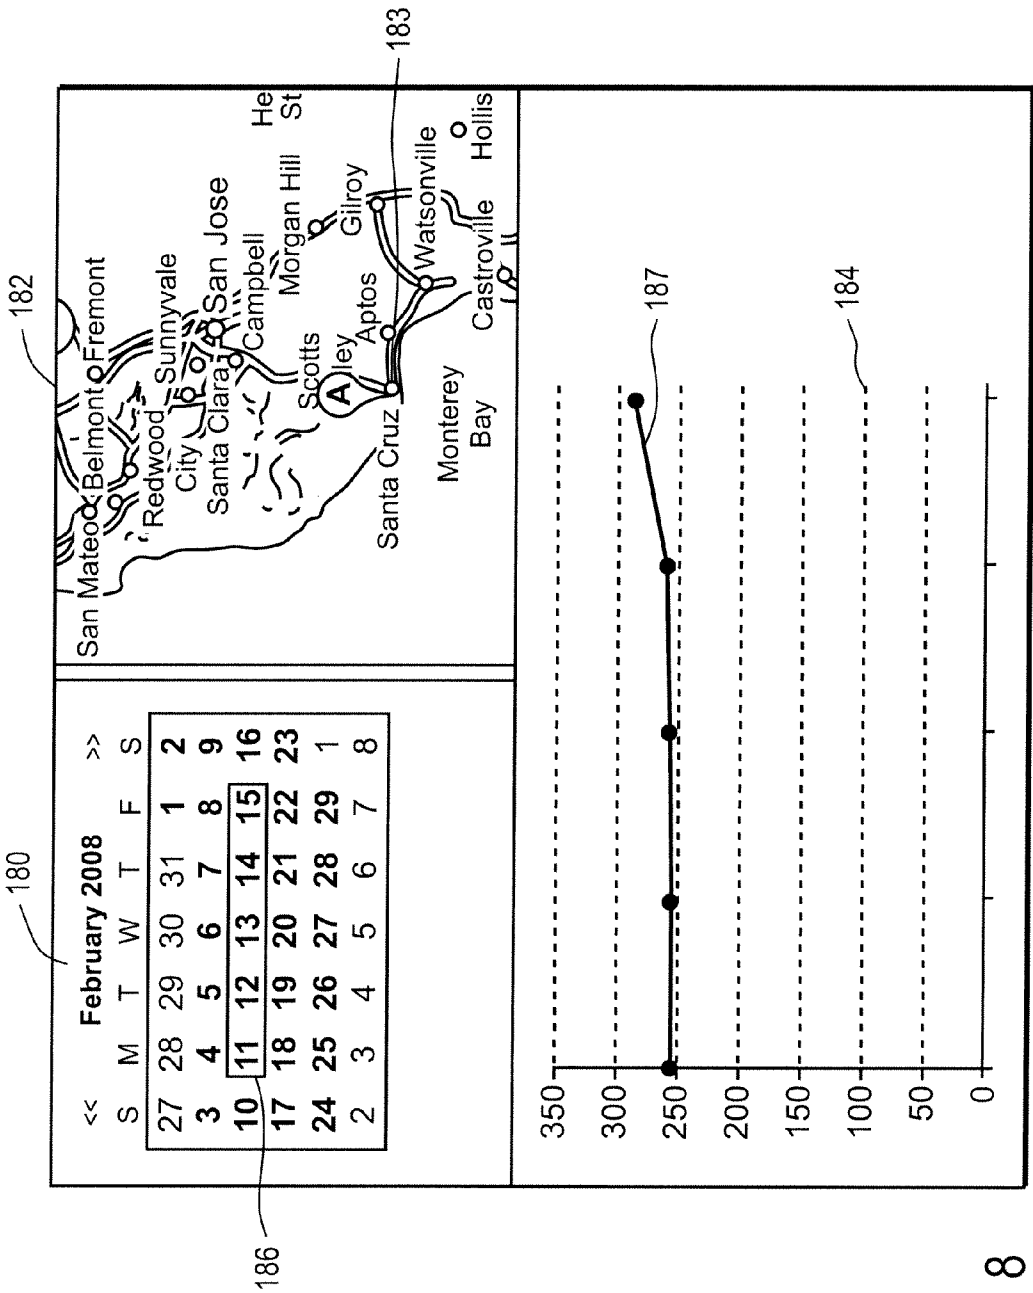 180
182
183
<< February 2008 >>
S M T W T F S
27 28 29 30 31 1 2
3 4 5 6 7 8 9
10 11 12 13 14 15 16
17 18 19 20 21 22 23
24 25 26 27 28 29 1
2 3 4 5 6 7 8
186
San Mateo
Belmont
Fremont
Redwood
City
Sunnyvale
Santa Clara
San Jose
Campbell
He
St
Morgan Hill
Scotts
lley
A
Gilroy
Aptos
Santa Cruz
Watsonville
Monterey
Bay
Castroville
Hollis
350
300
250
200
150
100
50
0
187
184
8